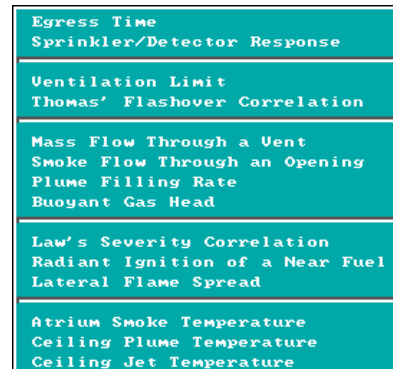 Egress Time
Sprinkler/Detector Response
Ventilation Limit
Thomas' Flashover Correlation
Mass Flow Through a Vent
Smoke Flow Through an Opening
Plume Filling Rate
Buoyant Gas Head
Law's Severity Correlation
Radiant Ignition of a Near Fuel
Lateral Flame Spread
Atrium Smoke Temperature
Ceiling Plume Temperature
Ceiling Jet Temperature